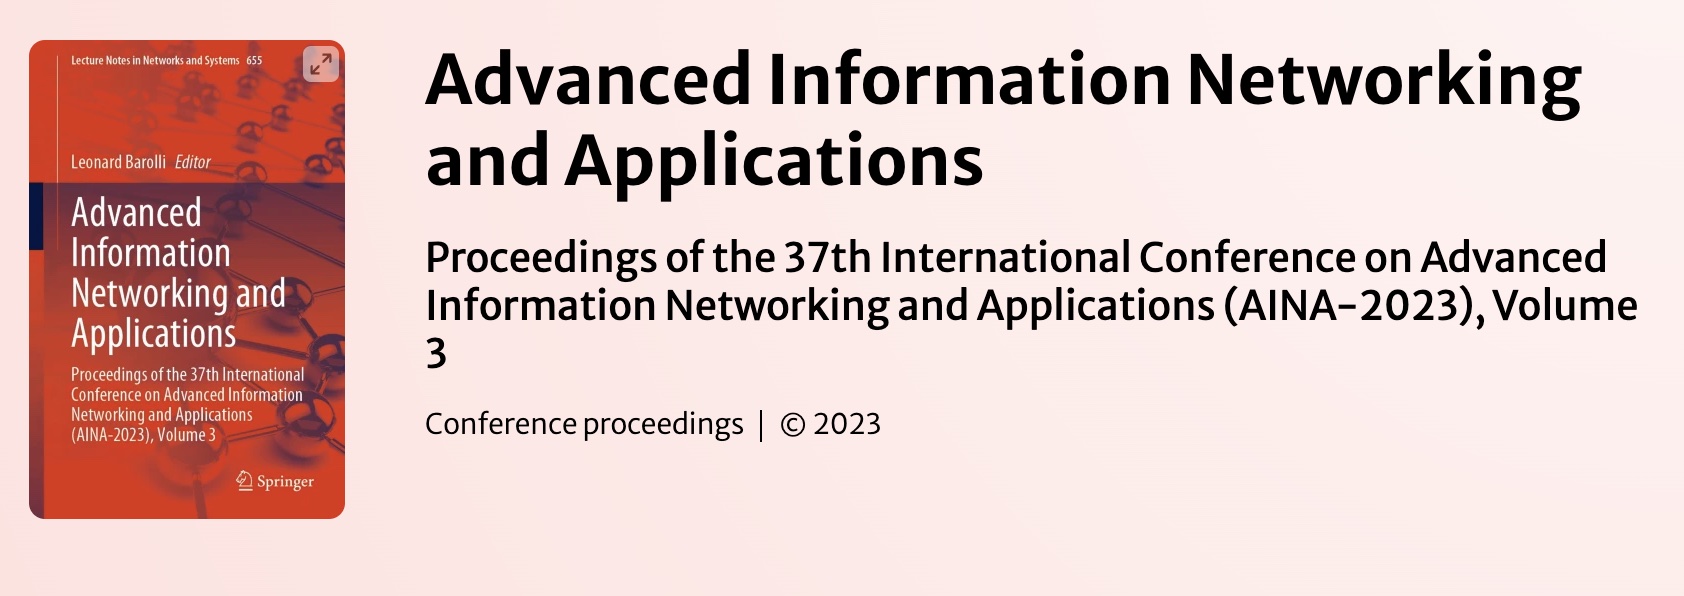 Lecture Notes in Networks and Systems 655
Leonard Barolli Editor
Advanced
Information
Networking and
Applications
Proceedings of the 37th International
Conference on Advanced Information
Networking and Applications
(AINA-2023), Volume 3
Springer
Advanced Information Networking
and Applications
Proceedings of the 37th International Conference on Advanced
Information Networking and Applications (AINA-2023), Volume
3
Conference proceedings | © 2023